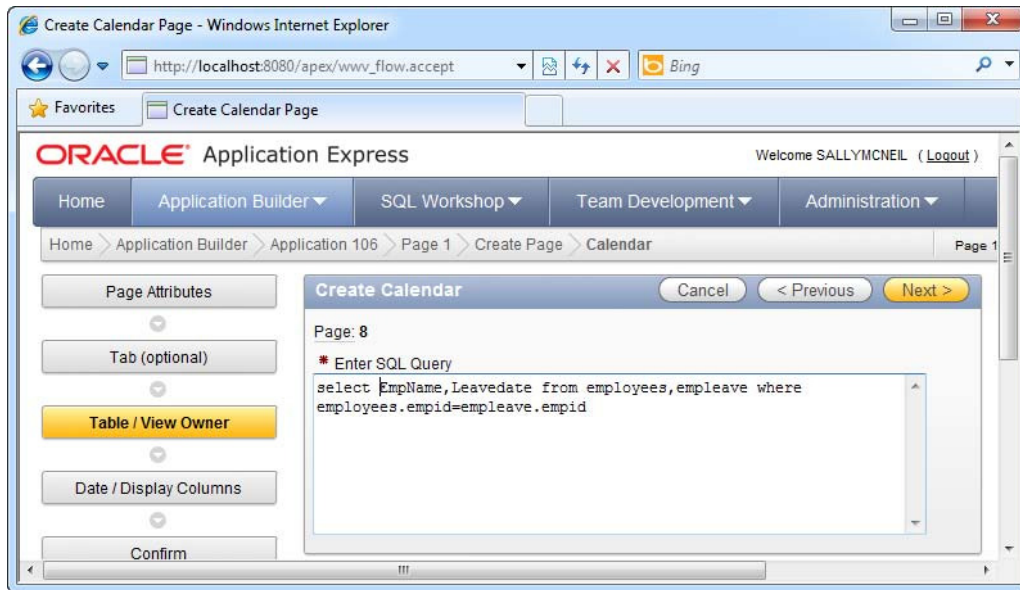 Create Calendar Page - Windows Internet Explorer
http://localhost:8080/apex/wwv_flow.accept
Bing
Favorites
Create Calendar Page
ORACLE® Application Express
Welcome SALLYMCNEIL ( Logout )
Home
Application Builder
SQL Workshop
Team Development
Administration
Home > Application Builder > Application 106 > Page 1 > Create Page > Calendar
Page 1
Page Attributes
Tab (optional)
Table / View Owner
Date / Display Columns
Confirm
Create Calendar
Cancel
< Previous
Next >
Page: 8
* Enter SQL Query
select EmpName,Leavedate from employees,empleave where
employees.empid=empleave.empid